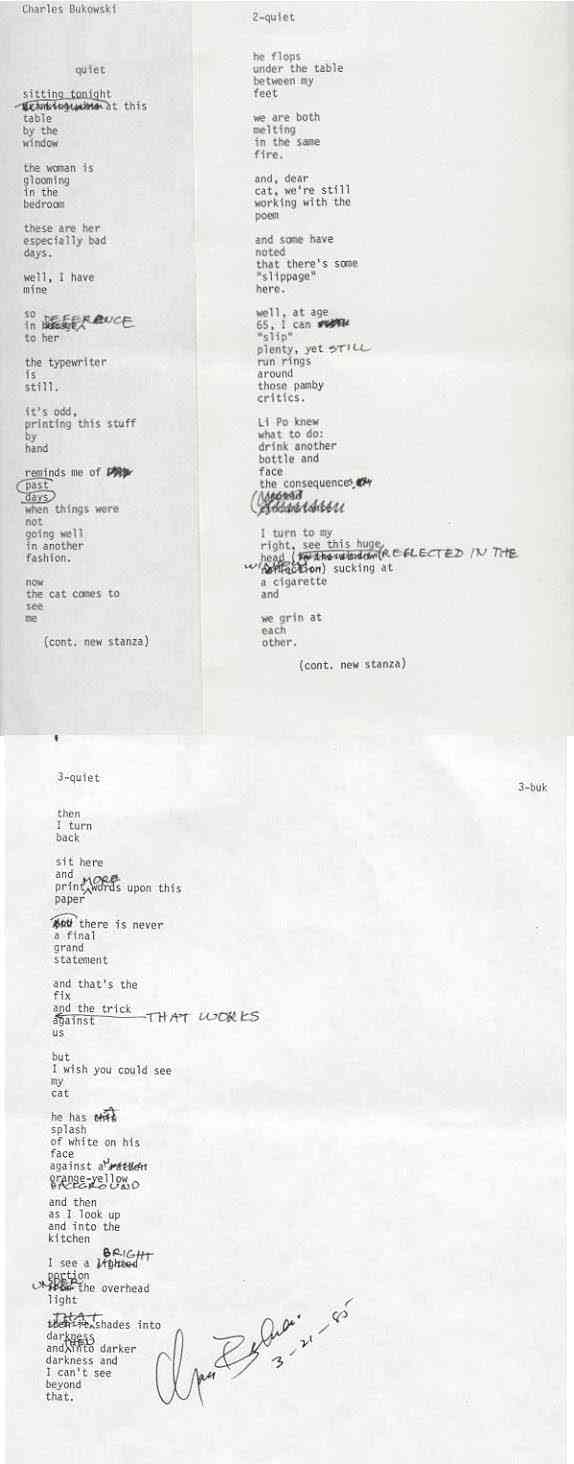 Charles Bukowski
quiet
sitting tonight
at this
table
by the
window
the woman is
glooming
in the
bedroom
these are her
especially bad
days.
well, I have
mine
so
in DEFERENCE
to her
the typewriter
is
still.
it's odd,
printing this stuff
by
hand
reminds me of
past
days
when things were
not
going well
in another
fashion.
now
the cat comes to
see
me
(cont. new stanza)
2-quiet
he flops
under the table
between my
feet
we are both
melting
in the same
fire.
and, dear
cat, we're still
working with the
poem
and some have
noted
that there's some
"slippage"
here.
well, at age
65, I can
"slip"
plenty, yet STILL
run rings
around
those pamby
critics.
Li Po knew
what to do:
drink another
bottle and
face
the consequences.
I turn to my
right, see this huge
head (REFLECTED IN THE
WINDOW) sucking at
a cigarette
and
we grin at
each
other.
(cont. new stanza)
3-quiet
3-buk
then
I turn
back
sit here
and
print MORE words upon this
paper
there is never
a final
grand
statement
and that's the
fix
and the trick
against THAT WORKS
us
but
I wish you could see
my
cat
he has A
splash
of white on his
face
against an
orange-yellow
BACKGROUND
and then
as I look up
and into the
kitchen
I see a BRIGHT
portion
UNDER the overhead
light
THAT shades into
darkness
and THEN into darker
darkness and
I can't see
beyond
that.
3-21-85